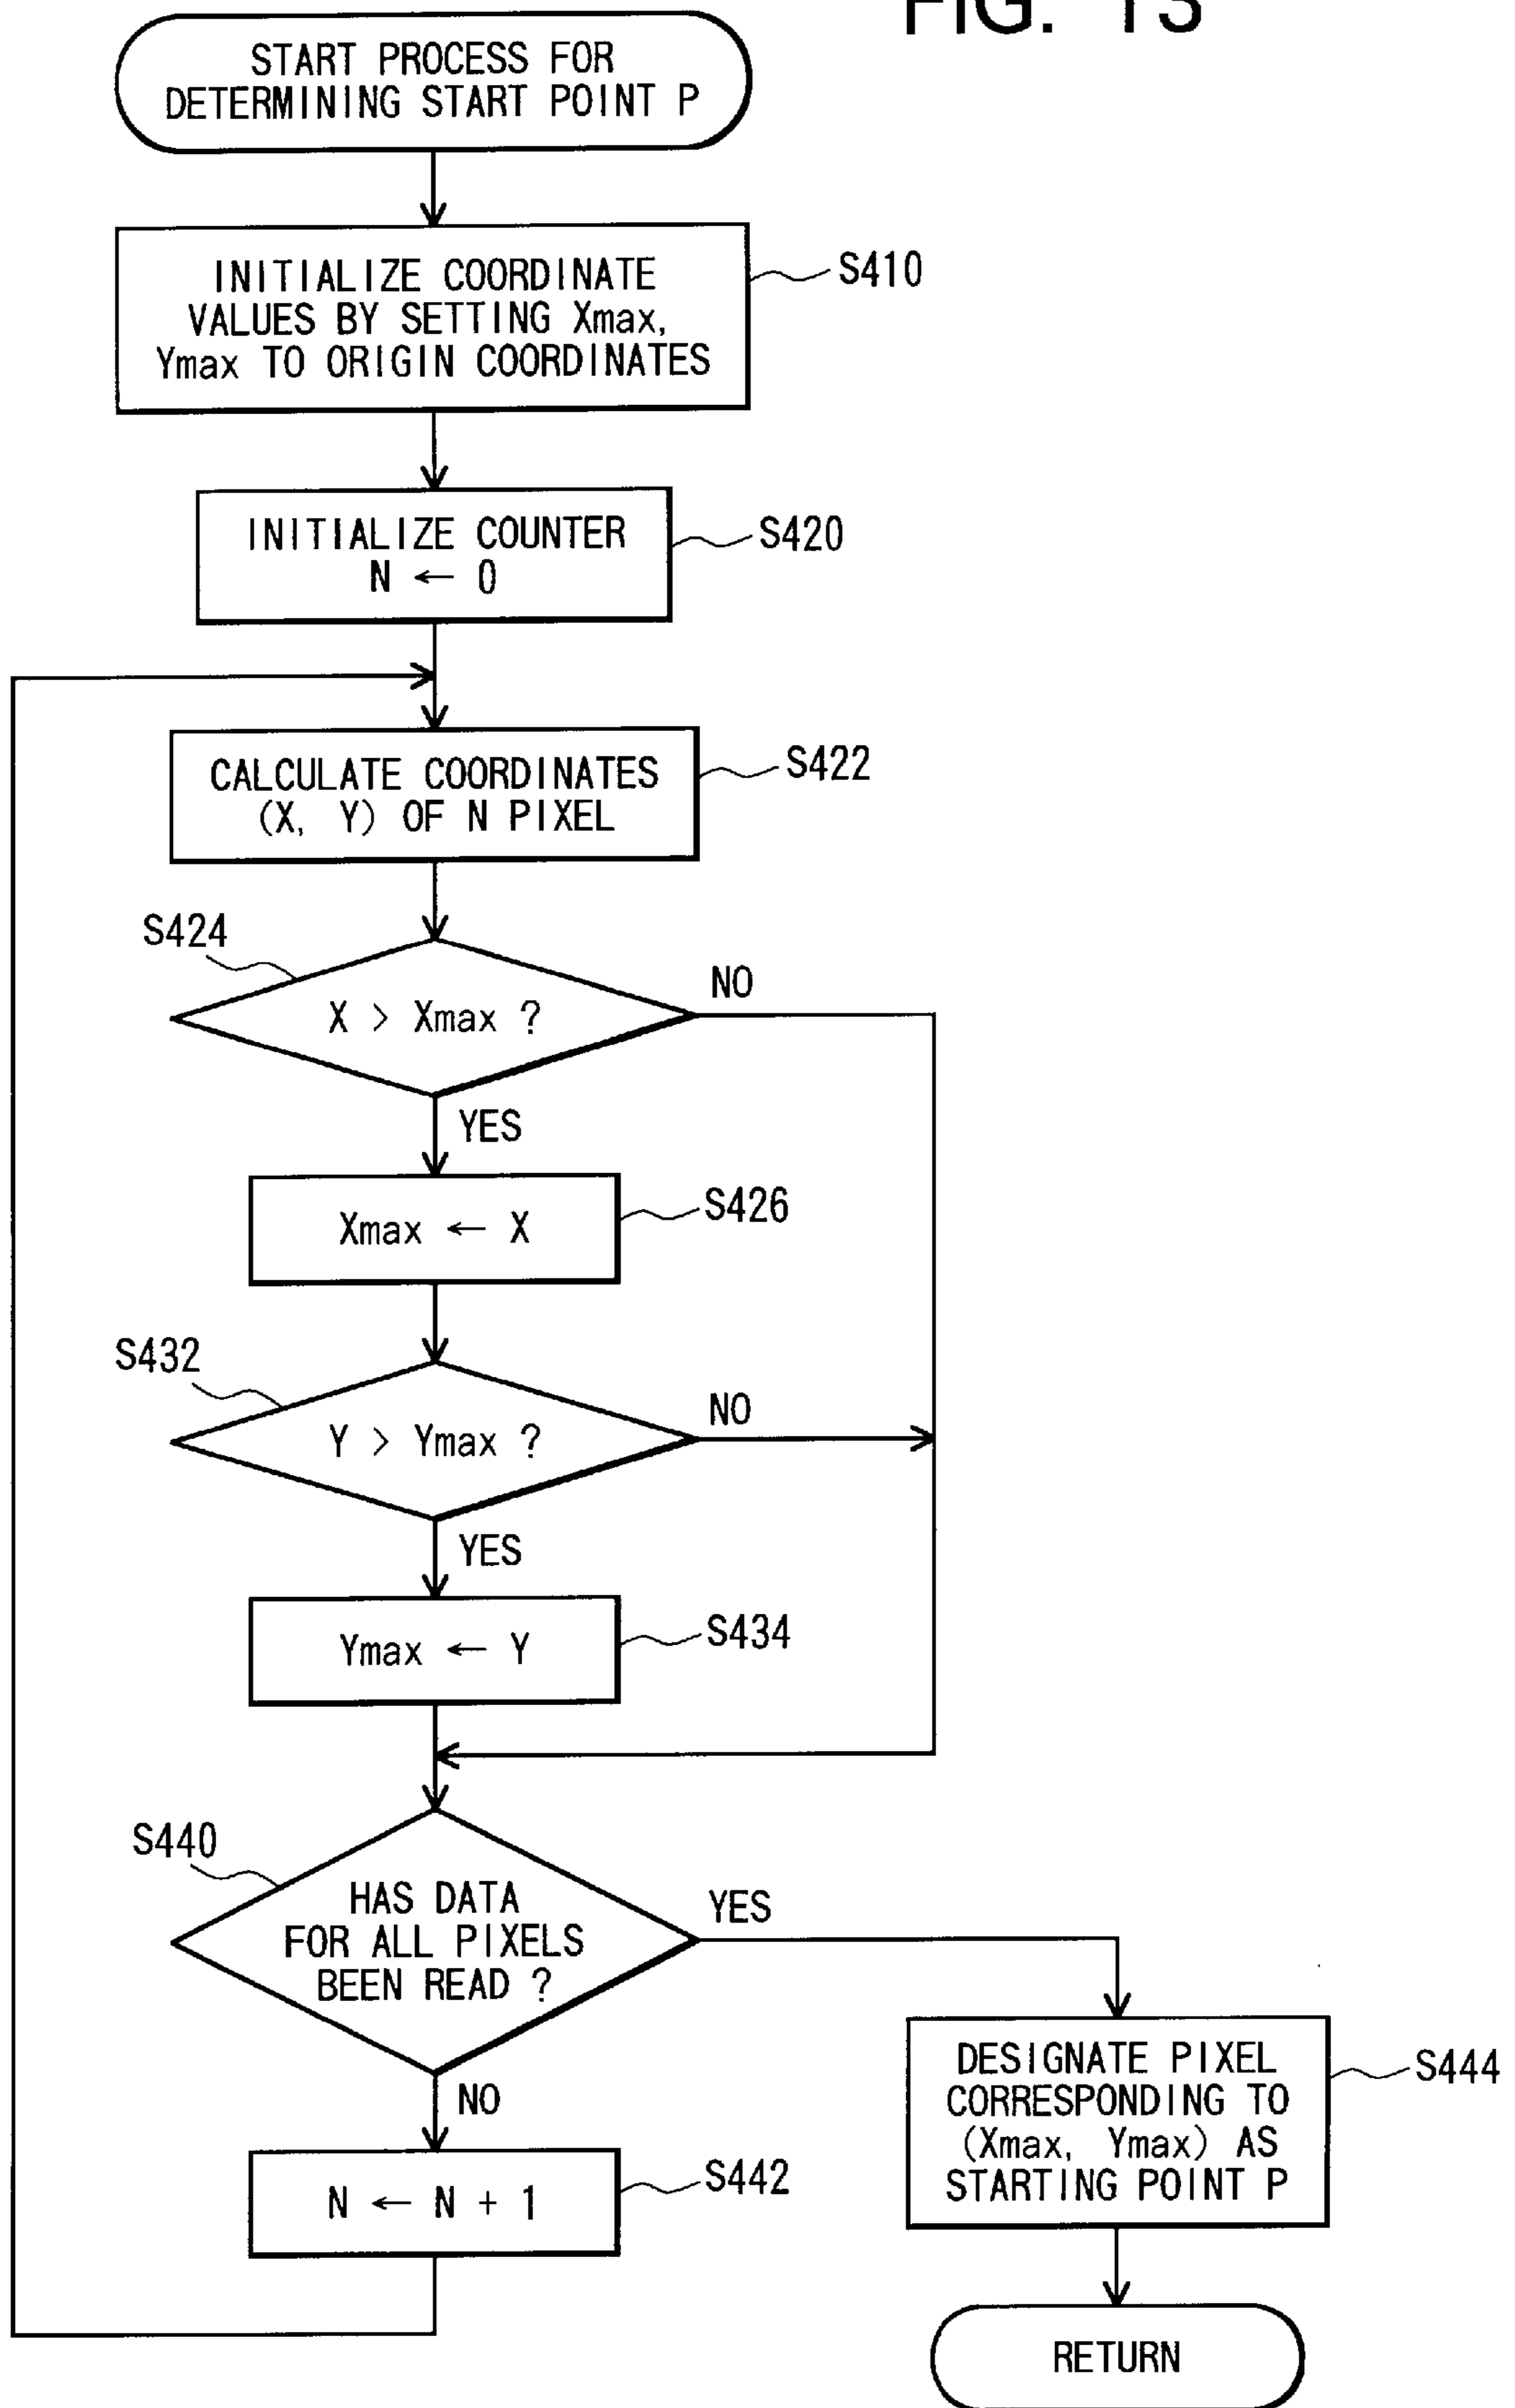 FIG. 13
START PROCESS FOR
DETERMINING START POINT P
INITIALIZE COORDINATE
VALUES BY SETTING Xmax,
Ymax TO ORIGIN COORDINATES
S410
INITIALIZE COUNTER
N ← 0
S420
CALCULATE COORDINATES
(X, Y) OF N PIXEL
S422
S424
X > Xmax ?
NO
YES
Xmax ← X
S426
S432
Y > Ymax ?
NO
YES
Ymax ← Y
S434
S440
HAS DATA
FOR ALL PIXELS
BEEN READ ?
YES
NO
DESIGNATE PIXEL
CORRESPONDING TO
(Xmax, Ymax) AS
STARTING POINT P
S444
N ← N + 1
S442
RETURN